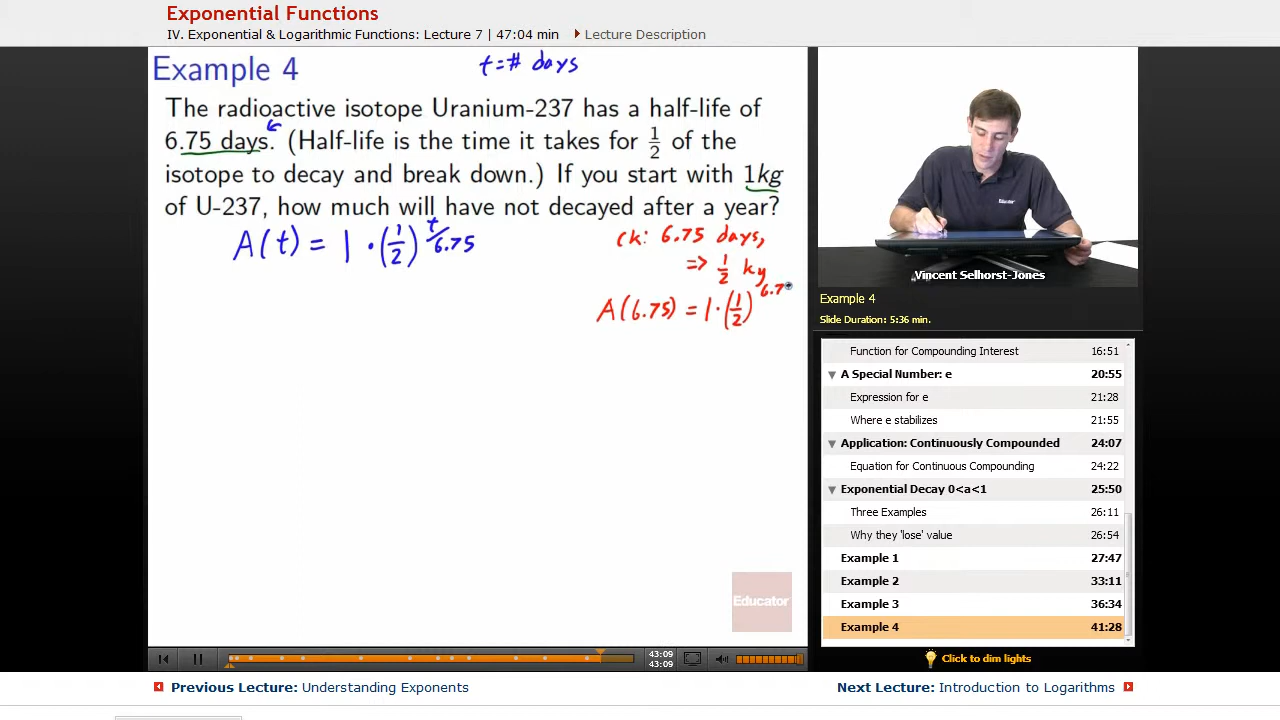 Exponential Functions
IV. Exponential & Logarithmic Functions: Lecture 7 | 47:04 min
Lecture Description
Example 4
t = # days
The radioactive isotope Uranium-237 has a half-life of
6.75 days. (Half-life is the time it takes for 1/2 of the
isotope to decay and break down.) If you start with 1kg
of U-237, how much will have not decayed after a year?
A(t) = 1 · (1/2)^t/6.75
ck: 6.75 days,
=> 1/2 kg
A(6.75) = 1 · (1/2)^6.7
Educator
43:09
43:09
Vincent Selhorst-Jones
Example 4
Slide Duration: 5:36 min.
Function for Compounding Interest 16:51
A Special Number: e 20:55
Expression for e 21:28
Where e stabilizes 21:55
Application: Continuously Compounded 24:07
Equation for Continuous Compounding 24:22
Exponential Decay 0<a<1 25:50
Three Examples 26:11
Why they 'lose' value 26:54
Example 1 27:47
Example 2 33:11
Example 3 36:34
Example 4 41:28
Click to dim lights
Previous Lecture: Understanding Exponents
Next Lecture: Introduction to Logarithms